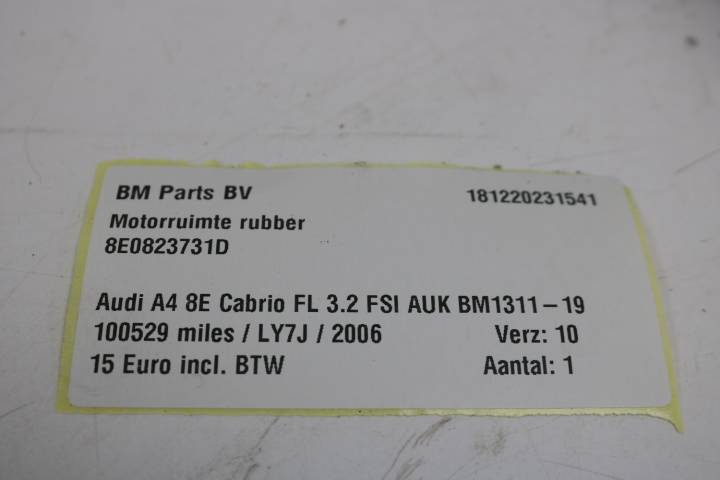 BM Parts BV 181220231541
Motorruimte rubber
8E0823731D
Audi A4 8E Cabrio FL 3.2 FSI AUK BM1311-19
100529 miles / LY7J / 2006 Verz: 10
15 Euro incl. BTW Aantal: 1